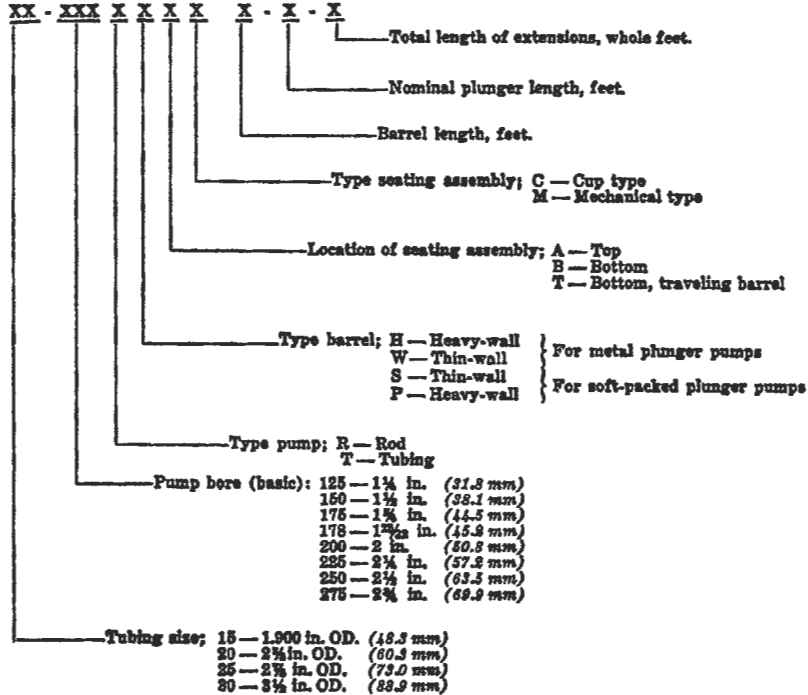 XX - XXX X X X X X - X - X
Total length of extensions, whole feet.
Nominal plunger length, feet.
Barrel length, feet.
Type seating assembly; C — Cup type
M — Mechanical type
Location of seating assembly; A — Top
B — Bottom
T — Bottom, traveling barrel
Type barrel; H — Heavy-wall
W — Thin-wall
For metal plunger pumps
S — Thin-wall
P — Heavy-wall
For soft-packed plunger pumps
Type pump; R — Rod
T — Tubing
Pump bore (basic): 125 — 1¼ in. (31.8 mm)
150 — 1½ in. (38.1 mm)
175 — 1¾ in. (44.5 mm)
178 — 1²⁵⁄₃₂ in. (45.2 mm)
200 — 2 in. (50.8 mm)
225 — 2¼ in. (57.2 mm)
250 — 2½ in. (63.5 mm)
275 — 2¾ in. (69.9 mm)
Tubing size; 15 — 1.900 in. OD. (48.3 mm)
20 — 2⅜ in. OD. (60.3 mm)
25 — 2⅞ in. OD. (73.0 mm)
30 — 3½ in. OD. (88.9 mm)